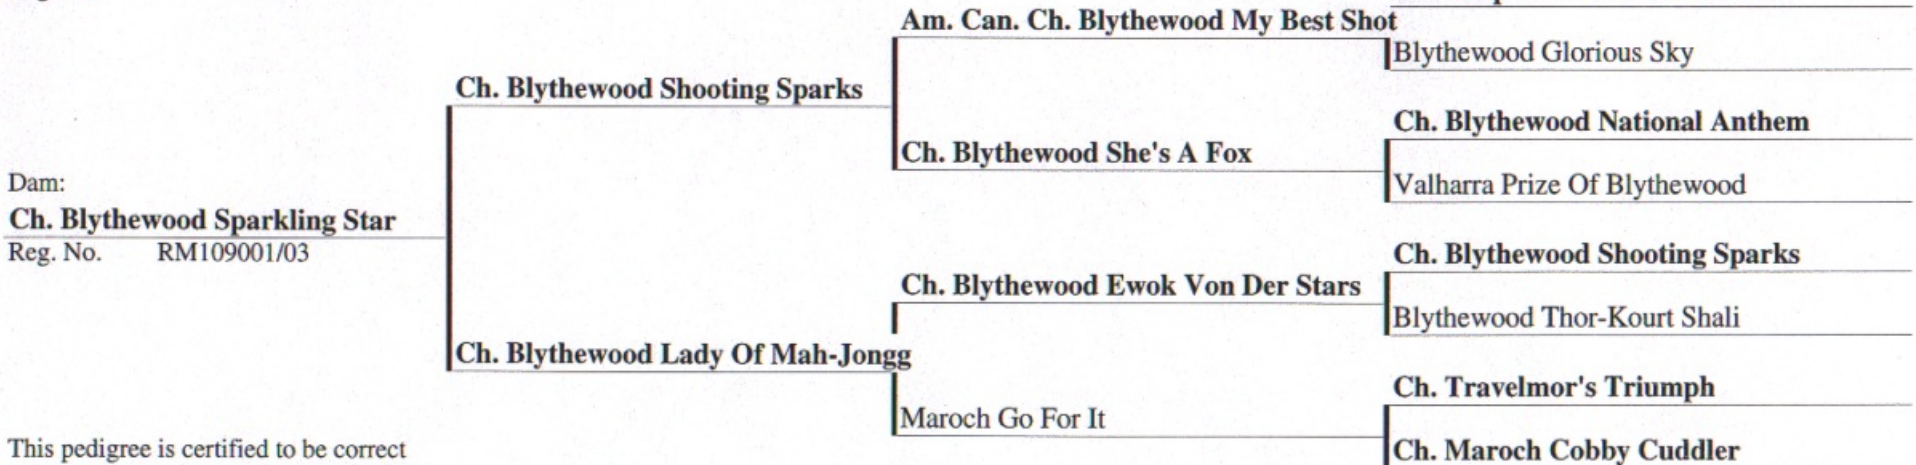 Am. Can. Ch. Blythewood My Best Shot
Blythewood Glorious Sky
Ch. Blythewood Shooting Sparks
Ch. Blythewood National Anthem
Ch. Blythewood She's A Fox
Valharra Prize Of Blythewood
Dam:
Ch. Blythewood Sparkling Star
Reg. No. RM109001/03
Ch. Blythewood Shooting Sparks
Ch. Blythewood Ewok Von Der Stars
Blythewood Thor-Kourt Shali
Ch. Blythewood Lady Of Mah-Jongg
Ch. Travelmor's Triumph
Maroch Go For It
This pedigree is certified to be correct
Ch. Maroch Cobby Cuddler